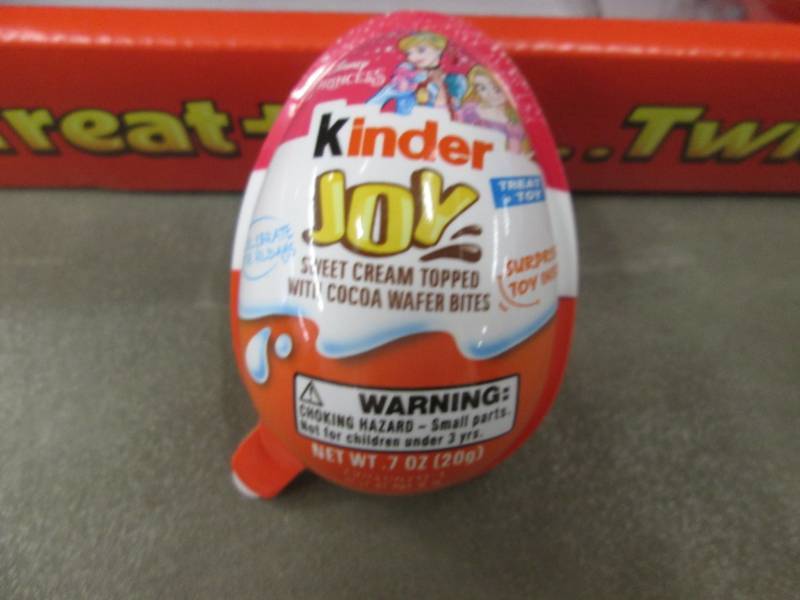 Treat+
..Twi
Disney
PRINCESS
Kinder
JOY
TREAT
+ TOY
SWEET CREAM TOPPED
WITH COCOA WAFER BITES
SURPRISE
TOY
WARNING:
CHOKING HAZARD – Small parts.
Not for children under 3 yrs.
NET WT .7 OZ (20g)